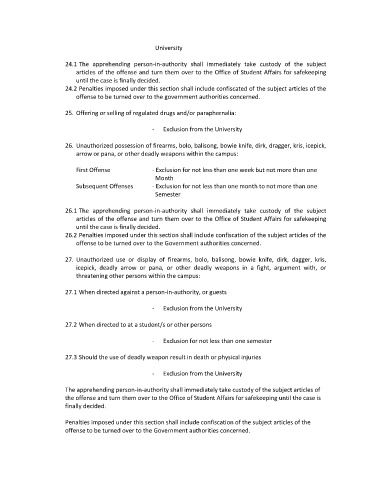 University
24.1 The apprehending person-in-authority shall immediately take custody of the subject
articles of the offense and turn them over to the Office of Student Affairs for safekeeping
until the case is finally decided.
24.2 Penalties imposed under this section shall include confiscated of the subject articles of the
offense to be turned over to the government authorities concerned.
25. Offering or selling of regulated drugs and/or paraphernalia:
- Exclusion from the University
26. Unauthorized possession of firearms, bolo, balisong, bowie knife, dirk, dragger, kris, icepick,
arrow or pana, or other deadly weapons within the campus:
First Offense - Exclusion for not less than one week but not more than one
Month
Subsequent Offenses - Exclusion for not less than one month to not more than one
Semester
26.1 The apprehending person-in-authority shall immediately take custody of the subject
articles of the offense and turn them over to the Office of Student Affairs for safekeeping
until the case is finally decided.
26.2 Penalties imposed under this section shall include confiscation of the subject articles of the
offense to be turned over to the Government authorities concerned.
27. Unauthorized use or display of firearms, bolo, balisong, bowie knife, dirk, dagger, kris,
icepick, deadly arrow or pana, or other deadly weapons in a fight, argument with, or
threatening other persons within the campus:
27.1 When directed against a person-in-authority, or guests
- Exclusion from the University
27.2 When directed to at a student/s or other persons
- Exclusion for not less than one semester
27.3 Should the use of deadly weapon result in death or physical injuries
- Exclusion from the University
The apprehending person-in-authority shall immediately take custody of the subject articles of
the offense and turn them over to the Office of Student Affairs for safekeeping until the case is
finally decided.
Penalties imposed under this section shall include confiscation of the subject articles of the
offense to be turned over to the Government authorities concerned.